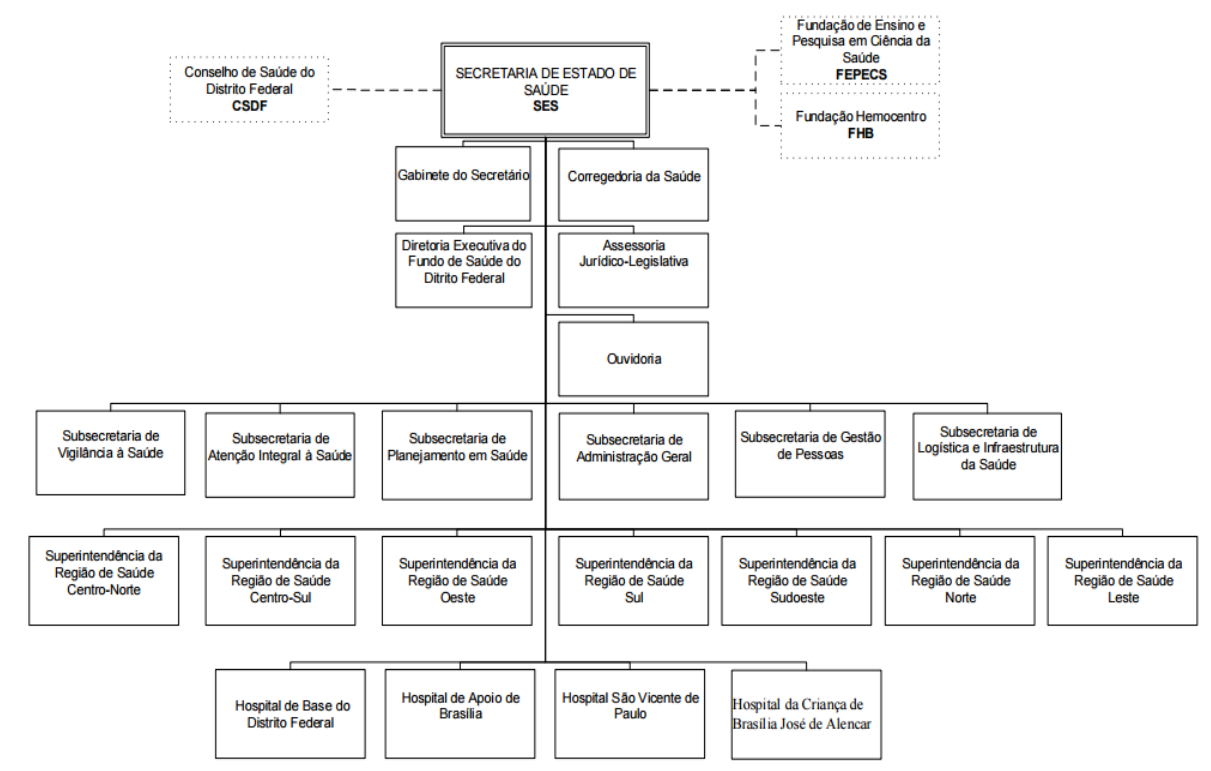 Conselho de Saúde do
Distrito Federal
CSDF
SECRETARIA DE ESTADO DE
SAÚDE
SES
Fundação de Ensino e
Pesquisa em Ciência da
Saúde
FEPECS
Fundação Hemocentro
FHB
Gabinete do Secretário
Corregedoria da Saúde
Diretoria Executiva do
Fundo de Saúde do
Ditrito Federal
Assessoria
Jurídico-Legislativa
Ouvidoria
Subsecretaria de
Vigilância à Saúde
Subsecretaria de
Atenção Integral à Saúde
Subsecretaria de
Planejamento em Saúde
Subsecretaria de
Administração Geral
Subsecretaria de Gestão
de Pessoas
Subsecretaria de
Logística e Infraestrutura
da Saúde
Superintendência da
Região de Saúde
Centro-Norte
Superintendência da
Região de Saúde
Centro-Sul
Superintendência da
Região de Saúde
Oeste
Superintendência da
Região de Saúde
Sul
Superintendência da
Região de Saúde
Sudoeste
Superintendência da
Região de Saúde
Norte
Superintendência da
Região de Saúde
Leste
Hospital de Base do
Distrito Federal
Hospital de Apoio de
Brasília
Hospital São Vicente de
Paulo
Hospital da Criança de
Brasília José de Alencar